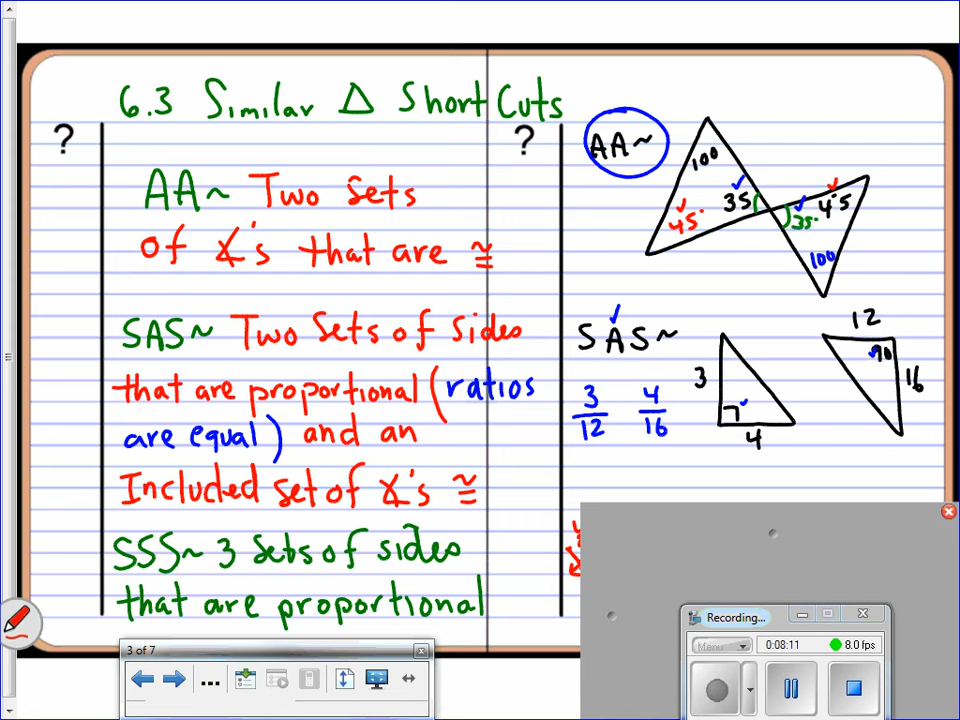 6.3 Similar △ Short Cuts
?
AA~ Two Sets
of ∡'s that are ≅
SAS~ Two Sets of Sides
that are proportional (ratios
are equal) and an
Included set of ∡'s ≅
SSS~ 3 Sets of sides
that are proportional
?
AA~
100
35
45°
45
35°
100
SAS~
3
4
12
90
16
3/12 4/16
3 of 7
...
Recording...
Menu
0:08:11
8.0 fps